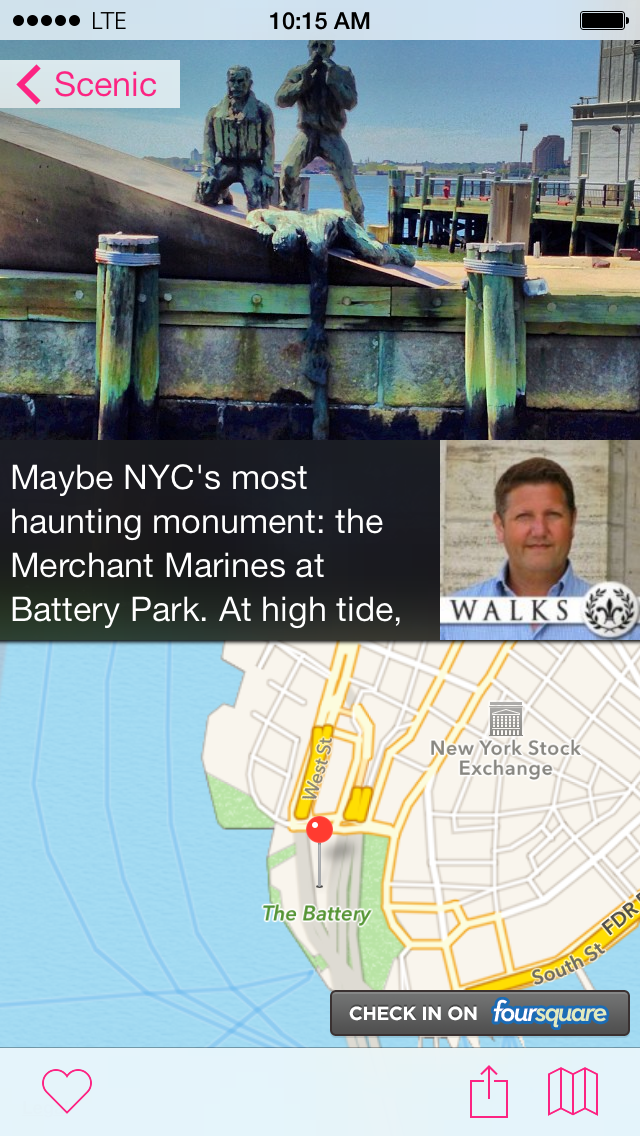 LTE 10:15 AM
Scenic
Maybe NYC's most
haunting monument: the
Merchant Marines at
Battery Park. At high tide,
WALKS
West St
New York Stock
Exchange
The Battery
FDR
South St
CHECK IN ON foursquare